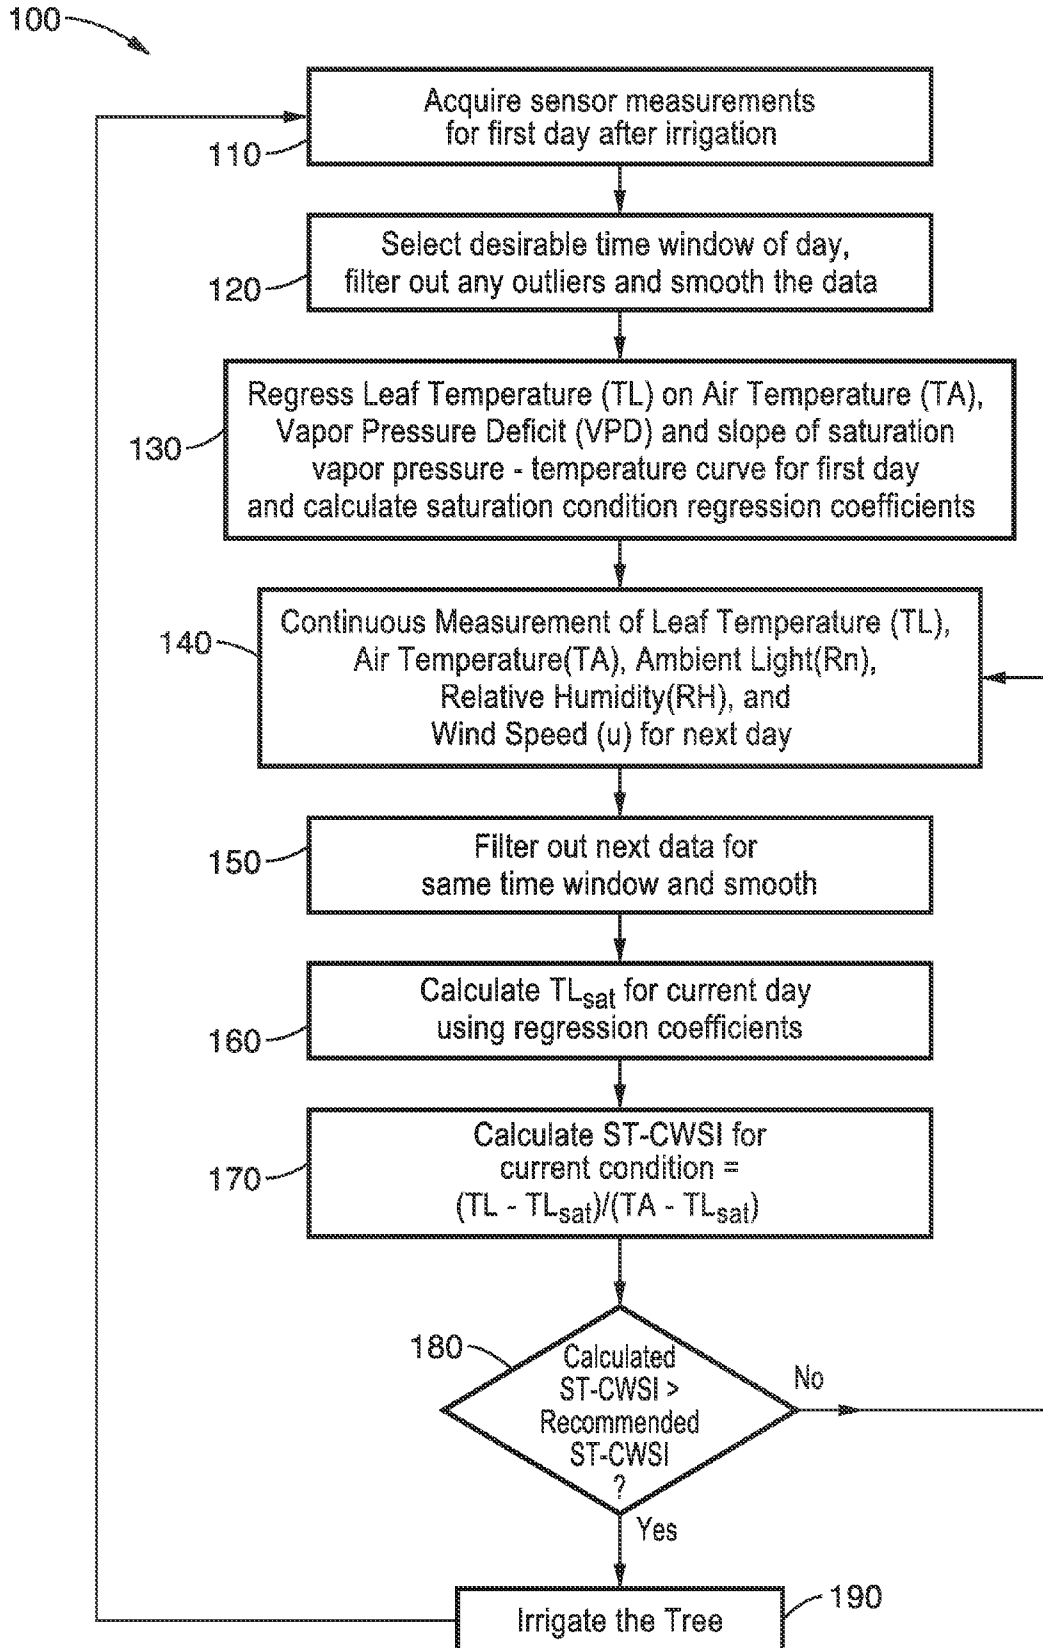 100
Acquire sensor measurements
for first day after irrigation
110
Select desirable time window of day,
filter out any outliers and smooth the data
120
Regress Leaf Temperature (TL) on Air Temperature (TA),
Vapor Pressure Deficit (VPD) and slope of saturation
vapor pressure - temperature curve for first day
and calculate saturation condition regression coefficients
130
Continuous Measurement of Leaf Temperature (TL),
Air Temperature(TA), Ambient Light(Rn),
Relative Humidity(RH), and
Wind Speed (u) for next day
140
Filter out next data for
same time window and smooth
150
Calculate TLsat for current day
using regression coefficients
160
Calculate ST-CWSI for
current condition =
(TL - TLsat)/(TA - TLsat)
170
180
Calculated
ST-CWSI >
Recommended
ST-CWSI
?
No
Yes
Irrigate the Tree
190